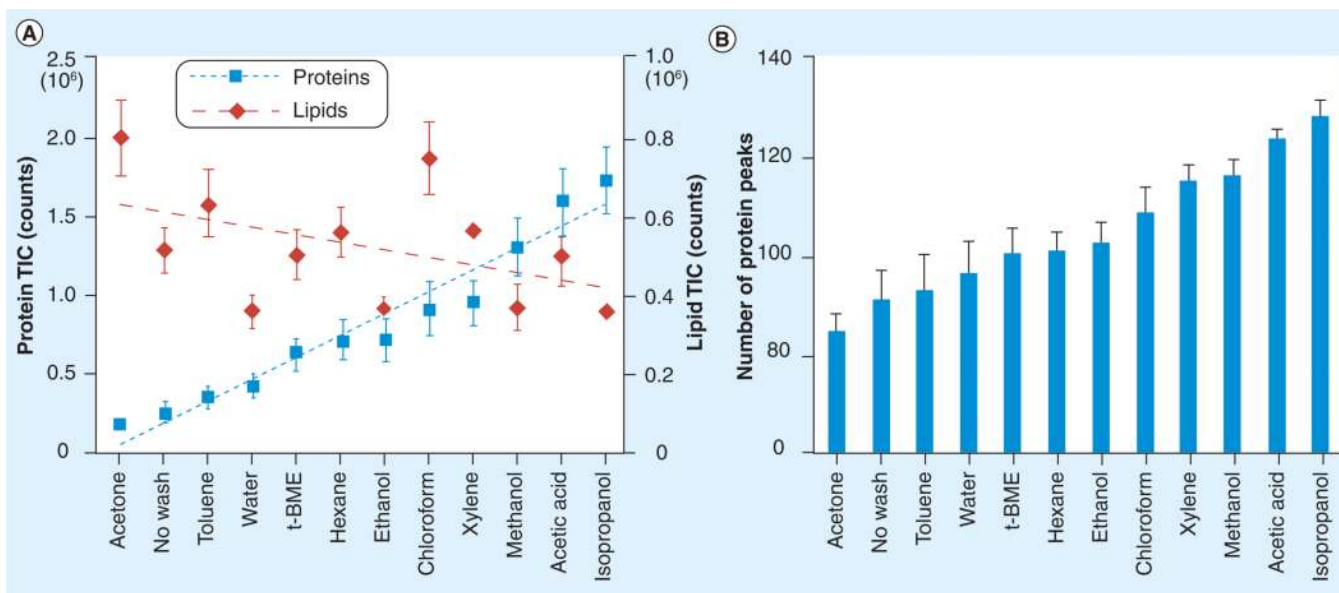 A
2.5
(10⁶)
2.0
1.5
1.0
0.5
0
Protein TIC (counts)
Proteins
Lipids
1.0
(10⁶)
0.8
0.6
0.4
0.2
0
Lipid TIC (counts)
Acetone
No wash
Toluene
Water
t-BME
Hexane
Ethanol
Chloroform
Xylene
Methanol
Acetic acid
Isopropanol
B
140
120
100
80
0
Number of protein peaks
Acetone
No wash
Toluene
Water
t-BME
Hexane
Ethanol
Chloroform
Xylene
Methanol
Acetic acid
Isopropanol